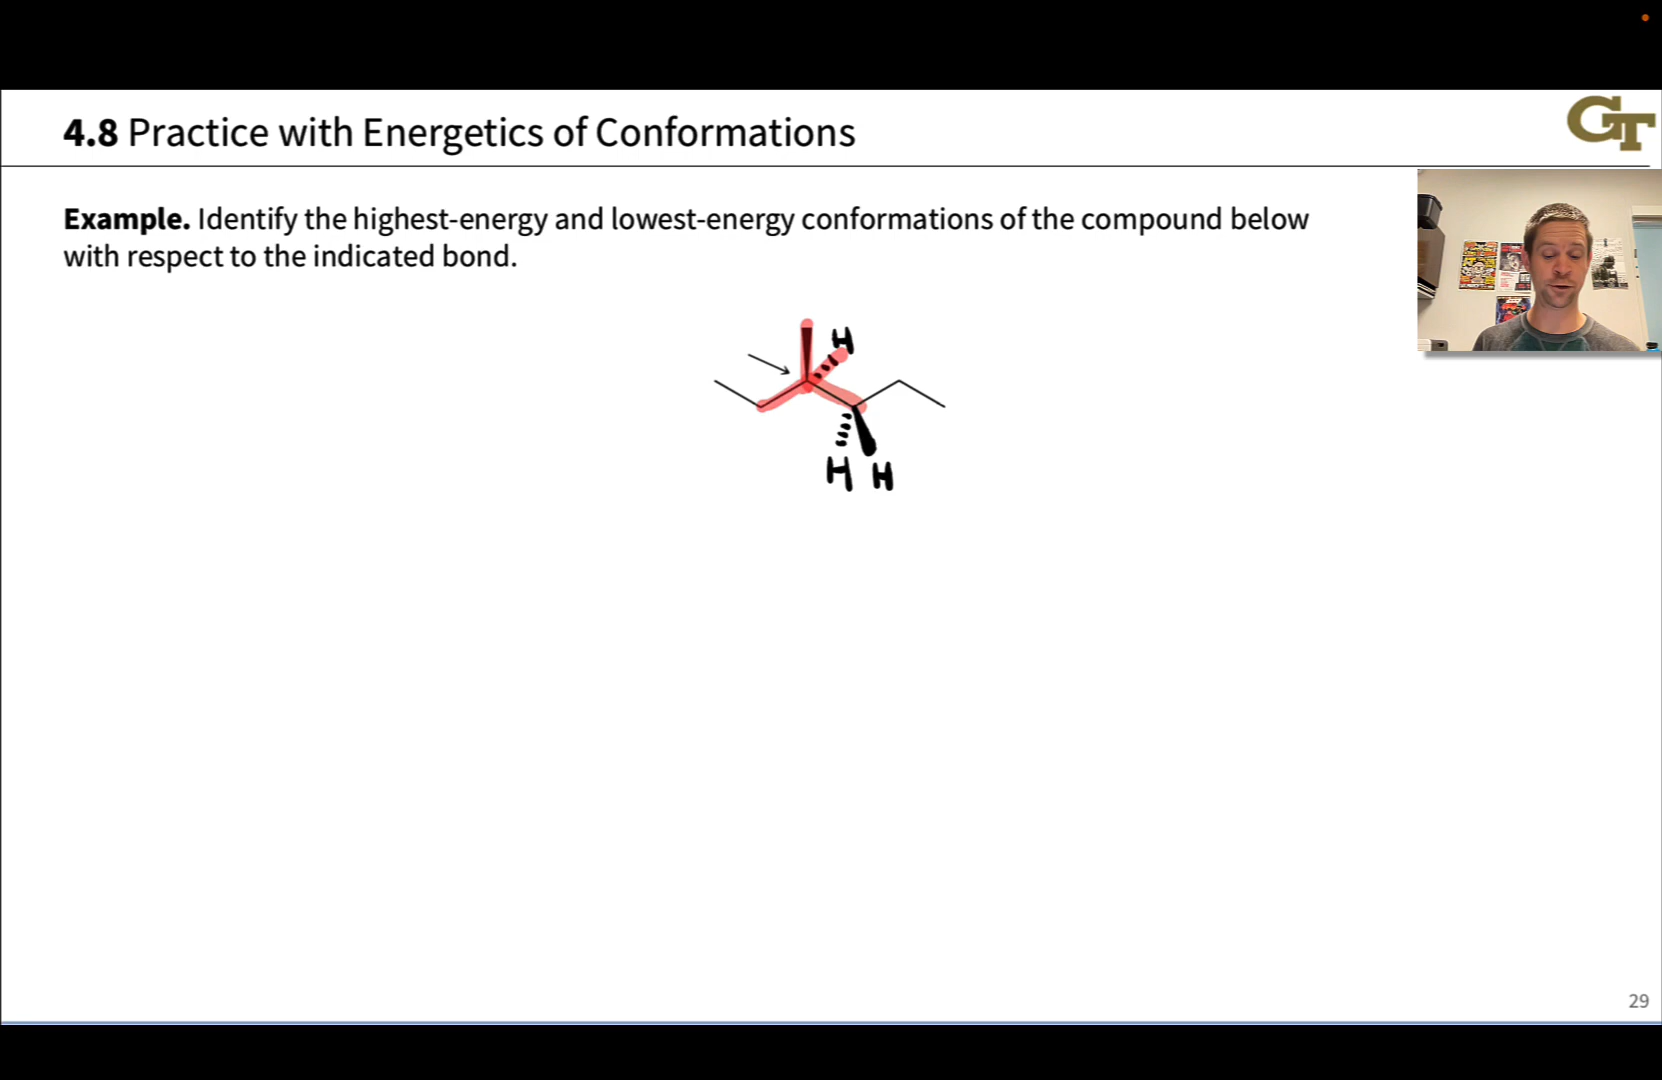 4.8 Practice with Energetics of Conformations
GT
Example. Identify the highest-energy and lowest-energy conformations of the compound below
with respect to the indicated bond.
H
H H
29